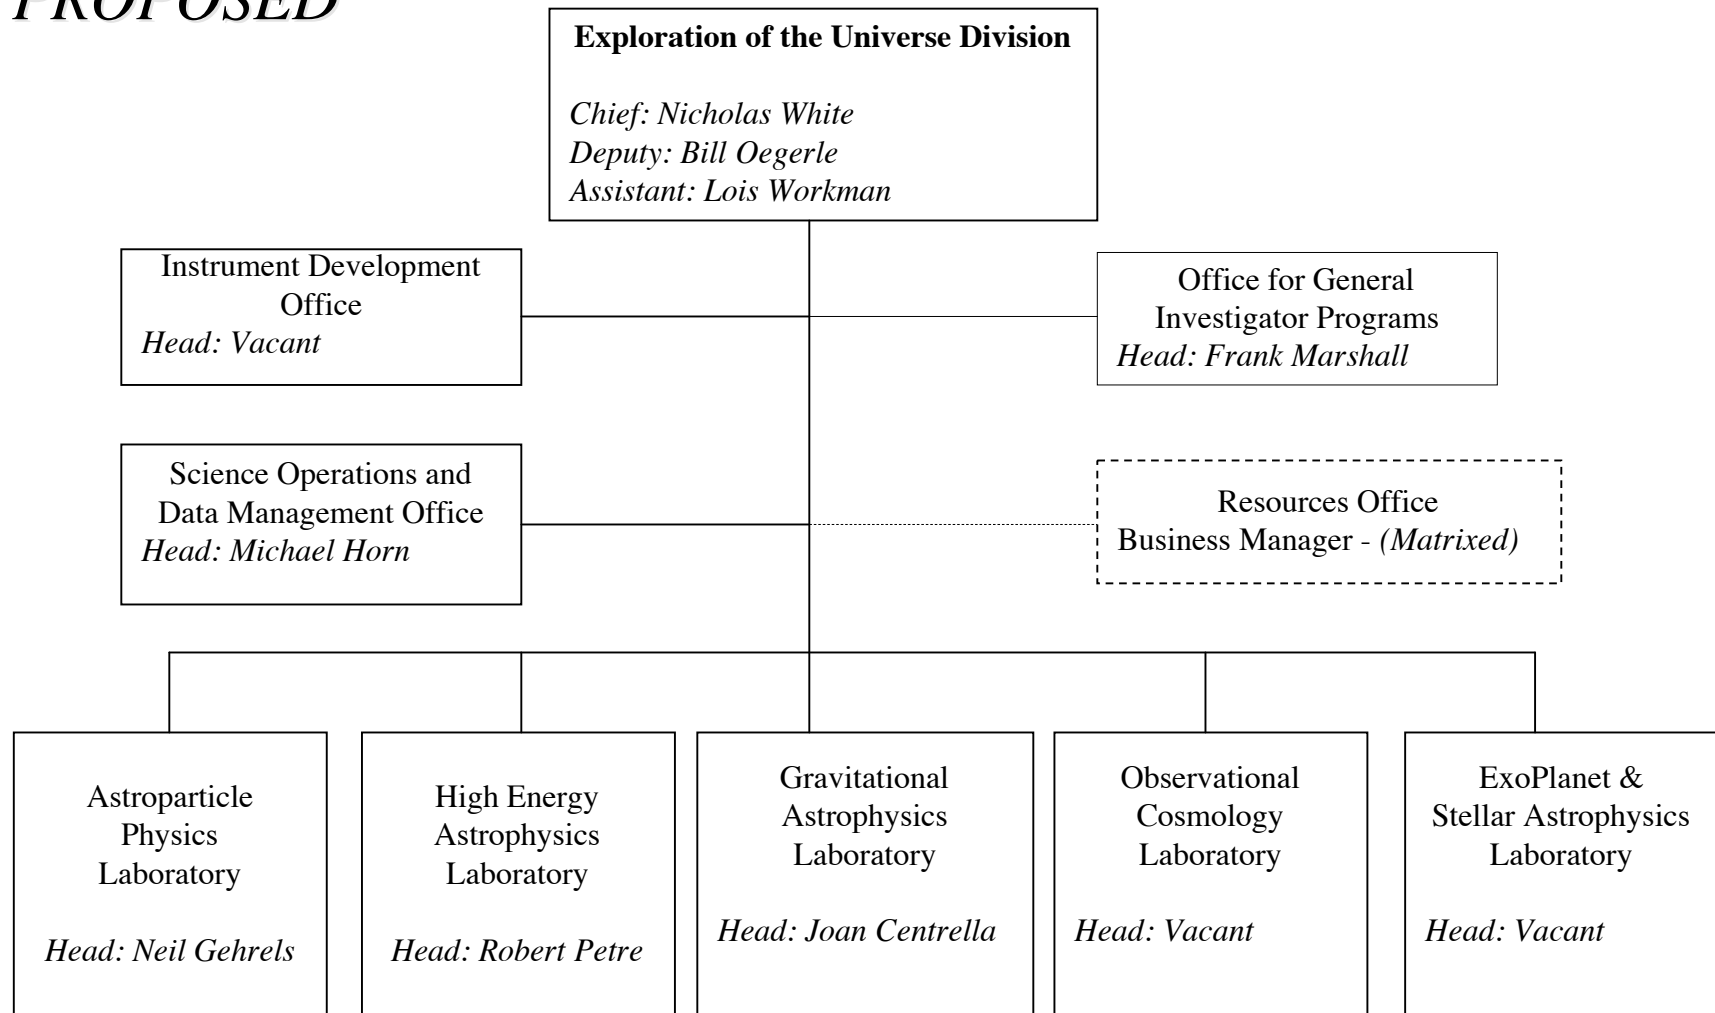 PROPOSED
Exploration of the Universe Division
Chief: Nicholas White
Deputy: Bill Oegerle
Assistant: Lois Workman
Instrument Development
Office
Head: Vacant
Office for General
Investigator Programs
Head: Frank Marshall
Science Operations and
Data Management Office
Head: Michael Horn
Resources Office
Business Manager - (Matrixed)
Astroparticle
Physics
Laboratory
Head: Neil Gehrels
High Energy
Astrophysics
Laboratory
Head: Robert Petre
Gravitational
Astrophysics
Laboratory
Head: Joan Centrella
Observational
Cosmology
Laboratory
Head: Vacant
ExoPlanet &
Stellar Astrophysics
Laboratory
Head: Vacant